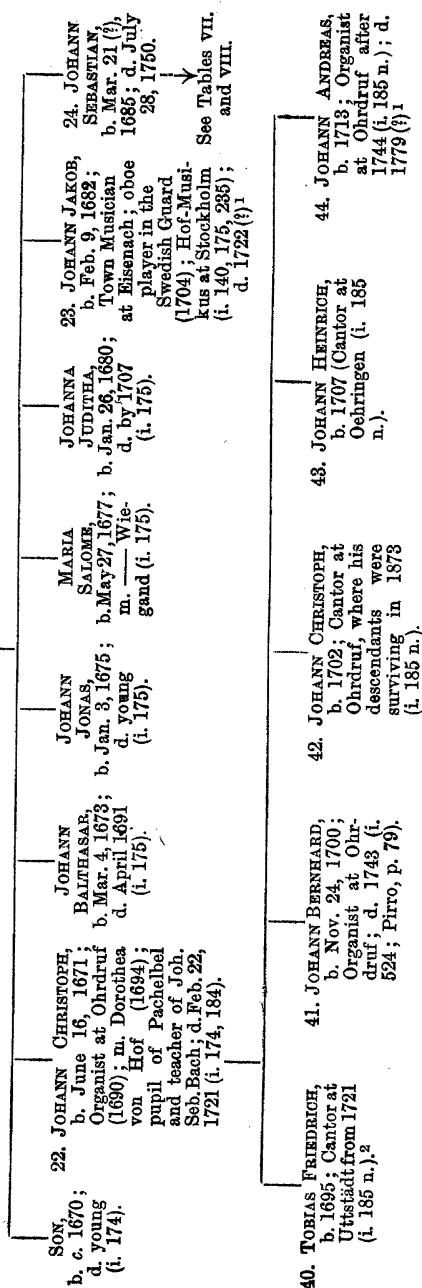 SON,
b. c. 1670;
d. young
(i. 174).
22. JOHANN CHRISTOPH,
b. June 16, 1671;
Organist at Ohrdruf
(1690); m. Dorothea
von Hof (1694);
pupil of Pachelbel
and teacher of Joh.
Seb. Bach; d. Feb. 22,
1721 (i. 174, 184).
JOHANN
BALTHASAR,
b. Mar. 4, 1673;
d. April 1691
(i. 175).
JOHANN
JONAS,
b. Jan. 3, 1675;
d. young
(i. 175).
MARIA
SALOME,
b. May 27, 1677;
m. —— Wie-
gand (i. 175).
JOHANNA
JUDITHA,
b. Jan. 26, 1680;
d. by 1707
(i. 175).
23. JOHANN JAKOB,
b. Feb. 9, 1682;
Town Musician
at Eisenach; oboe
player in the
Swedish Guard
(1704); Hof-Musi-
kus at Stockholm
(i. 140, 175, 235);
d. 1722 (?)¹
24. JOHANN
SEBASTIAN,
b. Mar. 21 (?),
1685; d. July
28, 1750.
See Tables VII.
and VIII.
40. TOBIAS FRIEDRICH,
b. 1695; Cantor at
Uttstädt from 1721
(i. 185 n.).²
41. JOHANN BERNHARD,
b. Nov. 24, 1700;
Organist at Ohr-
druf; d. 1743 (i.
524; Pirro, p. 79).
42. JOHANN CHRISTOPH,
b. 1702; Cantor at
Ohrdruf, where his
descendants were
surviving in 1873
(i. 185 n.).
43. JOHANN HEINRICH,
b. 1707 (Cantor at
Oehringen (i. 185
n.).
44. JOHANN ANDREAS,
b. 1713; Organist
at Ohrdruf after
1744 (i. 185 n.); d.
1779 (?)¹